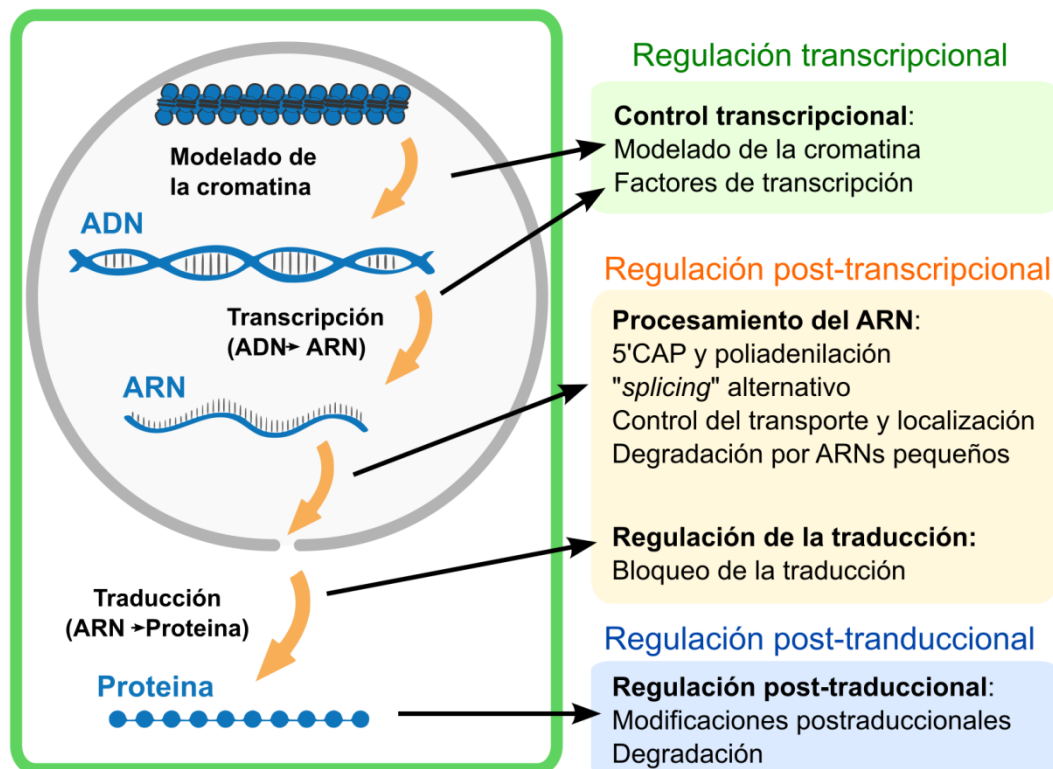 Modelado de
la cromatina
ADN
Transcripción
(ADN➛ ARN)
ARN
Traducción
(ARN ➛Proteina)
Proteina
Regulación transcripcional
Control transcripcional:
Modelado de la cromatina
Factores de transcripción
Regulación post-transcripcional
Procesamiento del ARN:
5'CAP y poliadenilación
"splicing" alternativo
Control del transporte y localización
Degradación por ARNs pequeños
Regulación de la traducción:
Bloqueo de la traducción
Regulación post-tranduccional
Regulación post-traduccional:
Modificaciones postraduccionales
Degradación